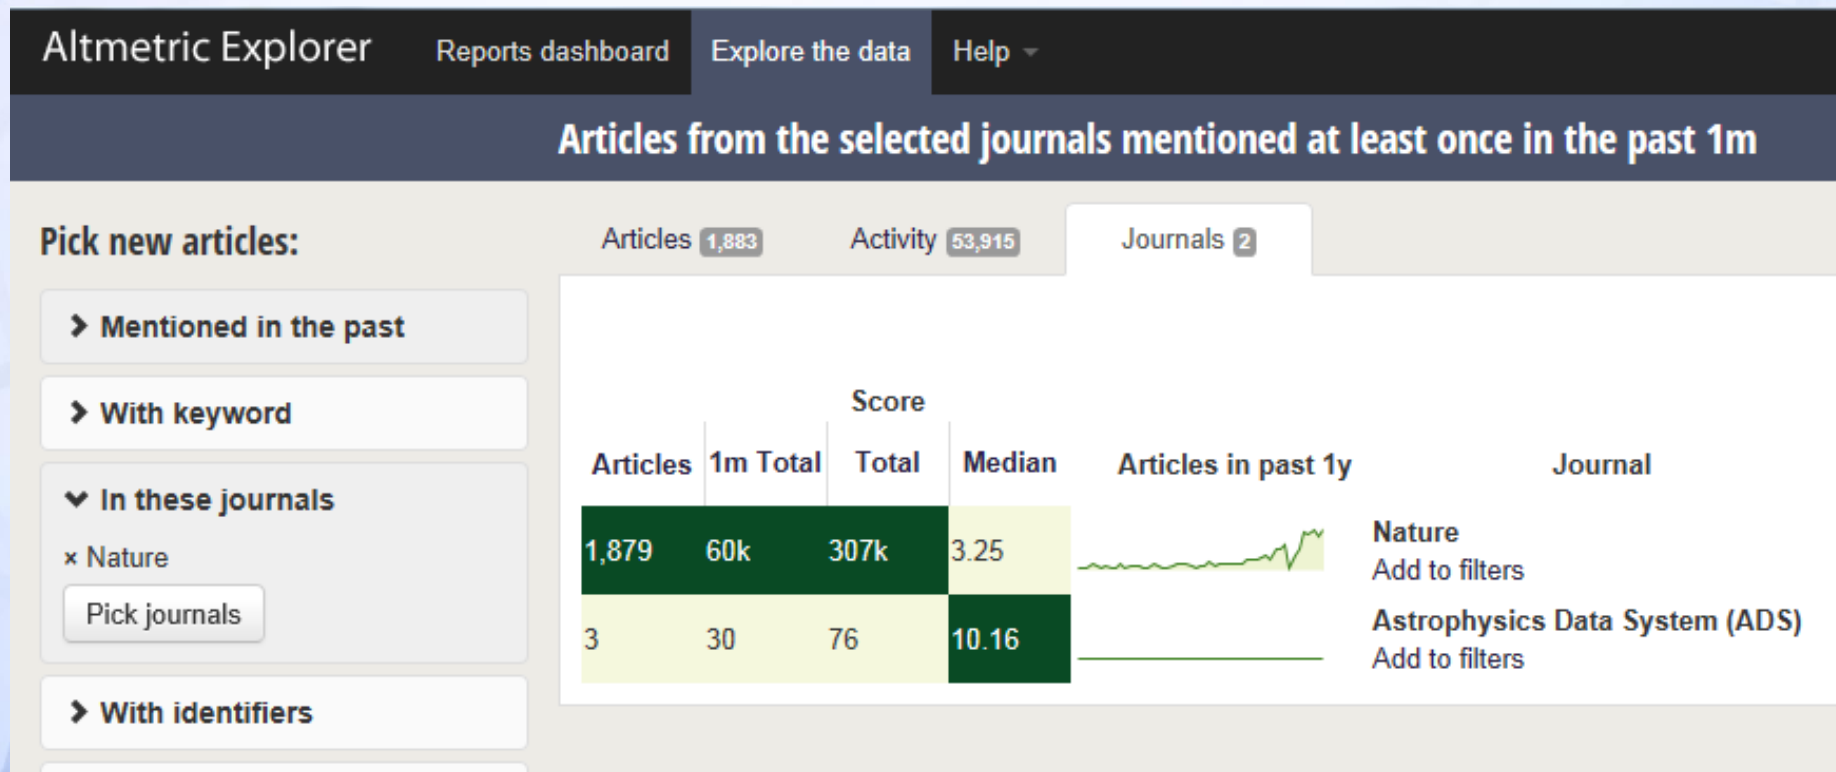 Altmetric Explorer Reports dashboard Explore the data Help
Articles from the selected journals mentioned at least once in the past 1m
Pick new articles:
Mentioned in the past
With keyword
In these journals
× Nature
Pick journals
With identifiers
Articles 1,883 Activity 53,915 Journals 2
Score
Articles 1m Total Total Median Articles in past 1y Journal
1,879 60k 307k 3.25 Nature
Add to filters
3 30 76 10.16 Astrophysics Data System (ADS)
Add to filters